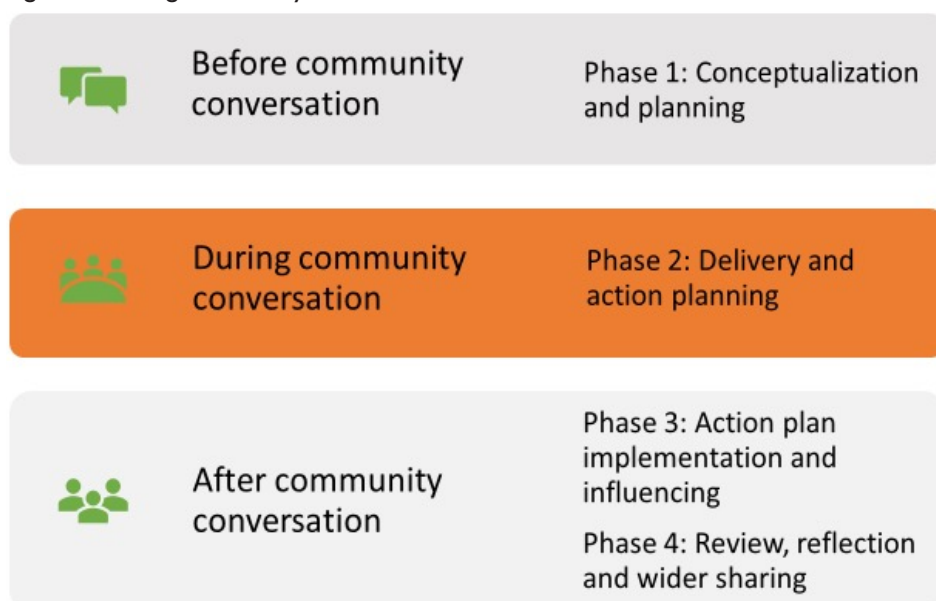 Before community
conversation
Phase 1: Conceptualization
and planning
During community
conversation
Phase 2: Delivery and
action planning
After community
conversation
Phase 3: Action plan
implementation and
influencing
Phase 4: Review, reflection
and wider sharing